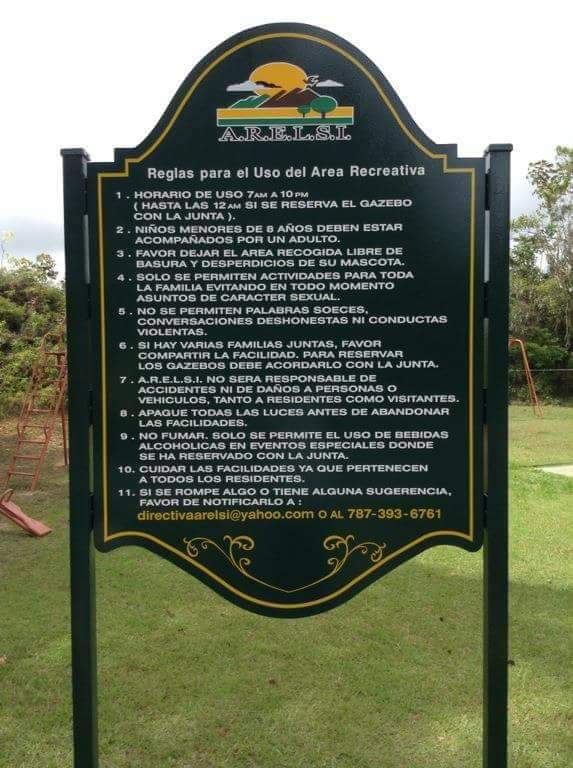 A.R.E.L.S.I.
Reglas para el Uso del Area Recreativa
1 . HORARIO DE USO 7AM A 10 PM
( HASTA LAS 12 AM SI SE RESERVA EL GAZEBO
CON LA JUNTA ).
2 . NIÑOS MENORES DE 8 AÑOS DEBEN ESTAR
ACOMPAÑADOS POR UN ADULTO.
3 . FAVOR DEJAR EL AREA RECOGIDA LIBRE DE
BASURA Y DESPERDICIOS DE SU MASCOTA.
4 . SOLO SE PERMITEN ACTIVIDADES PARA TODA
LA FAMILIA EVITANDO EN TODO MOMENTO
ASUNTOS DE CARACTER SEXUAL.
5 . NO SE PERMITEN PALABRAS SOECES,
CONVERSACIONES DESHONESTAS NI CONDUCTAS
VIOLENTAS.
6 . SI HAY VARIAS FAMILIAS JUNTAS, FAVOR
COMPARTIR LA FACILIDAD. PARA RESERVAR
LOS GAZEBOS DEBE ACORDARLO CON LA JUNTA.
7 . A.R.E.L.S.I. NO SERA RESPONSABLE DE
ACCIDENTES NI DE DAÑOS A PERSONAS O
VEHICULOS, TANTO A RESIDENTES COMO VISITANTES.
8 . APAGUE TODAS LAS LUCES ANTES DE ABANDONAR
LAS FACILIDADES.
9 . NO FUMAR. SOLO SE PERMITE EL USO DE BEBIDAS
ALCOHOLICAS EN EVENTOS ESPECIALES DONDE
SE HA RESERVADO CON LA JUNTA.
10. CUIDAR LAS FACILIDADES YA QUE PERTENECEN
A TODOS LOS RESIDENTES.
11. SI SE ROMPE ALGO O TIENE ALGUNA SUGERENCIA,
FAVOR DE NOTIFICARLO A :
directivaarelsi@yahoo.com O AL 787-393-6761